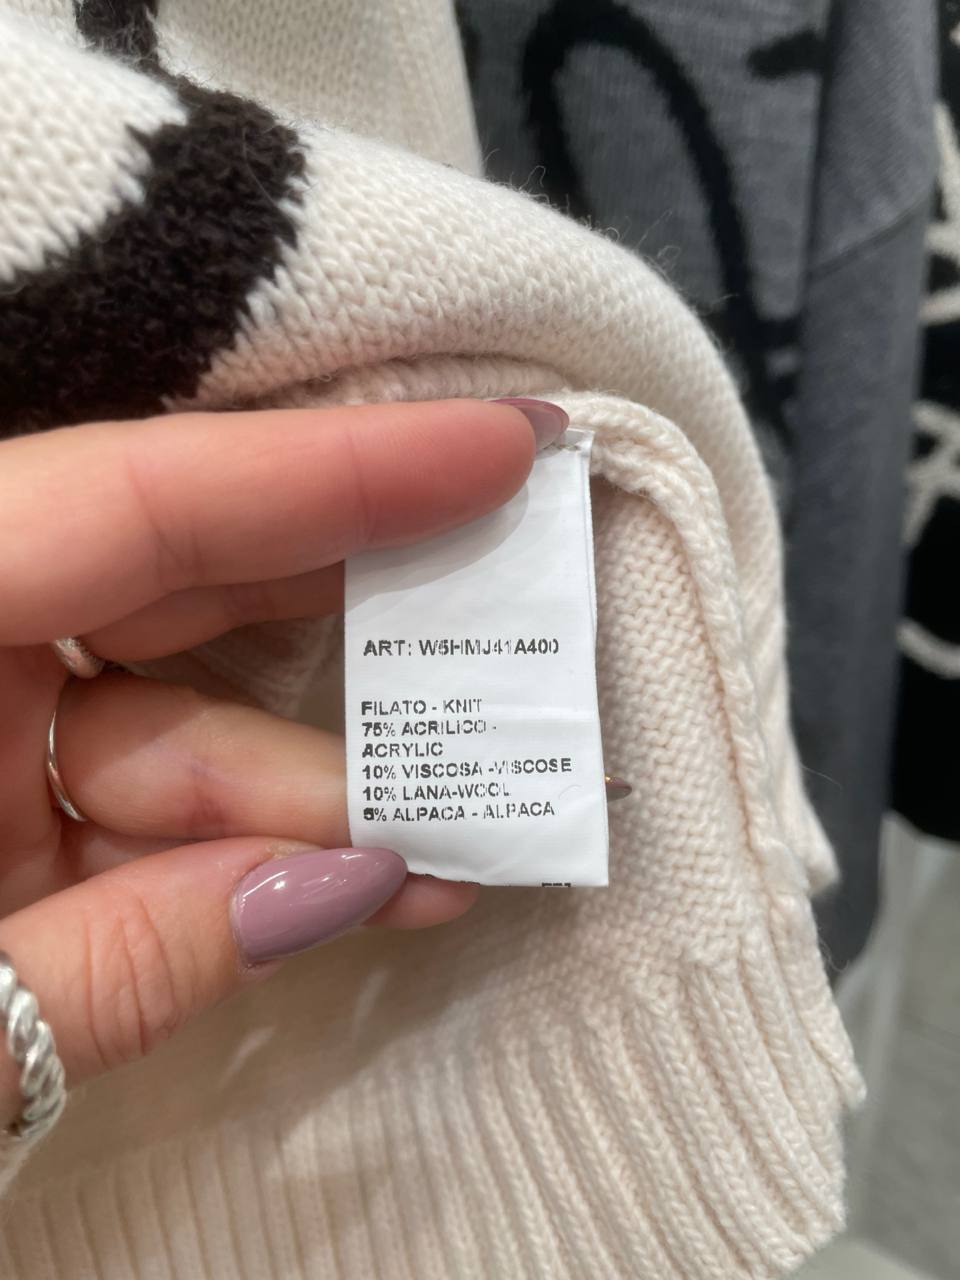 ART: W5HMJ41A400
FILATO - KNIT
75% ACRILICO -
ACRYLIC
10% VISCOSA -VISCOSE
10% LANA-WOOL
5% ALPACA - ALPACA